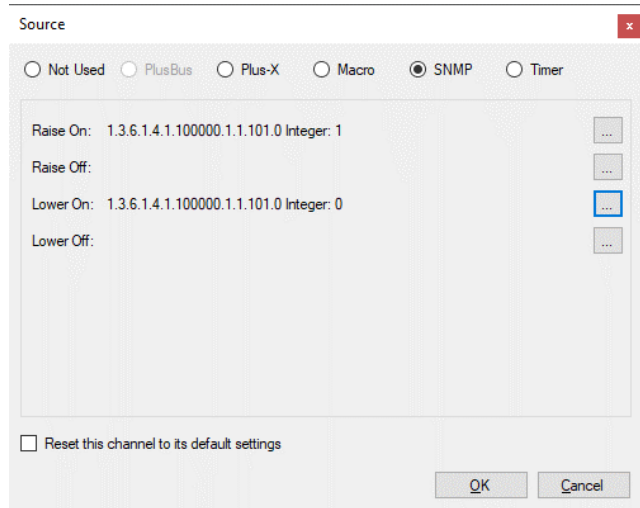 Source
x
Not Used PlusBus Plus-X Macro SNMP Timer
Raise On: 1.3.6.1.4.1.100000.1.1.101.0 Integer: 1 ...
Raise Off: ...
Lower On: 1.3.6.1.4.1.100000.1.1.101.0 Integer: 0 ...
Lower Off: ...
Reset this channel to its default settings
OK Cancel